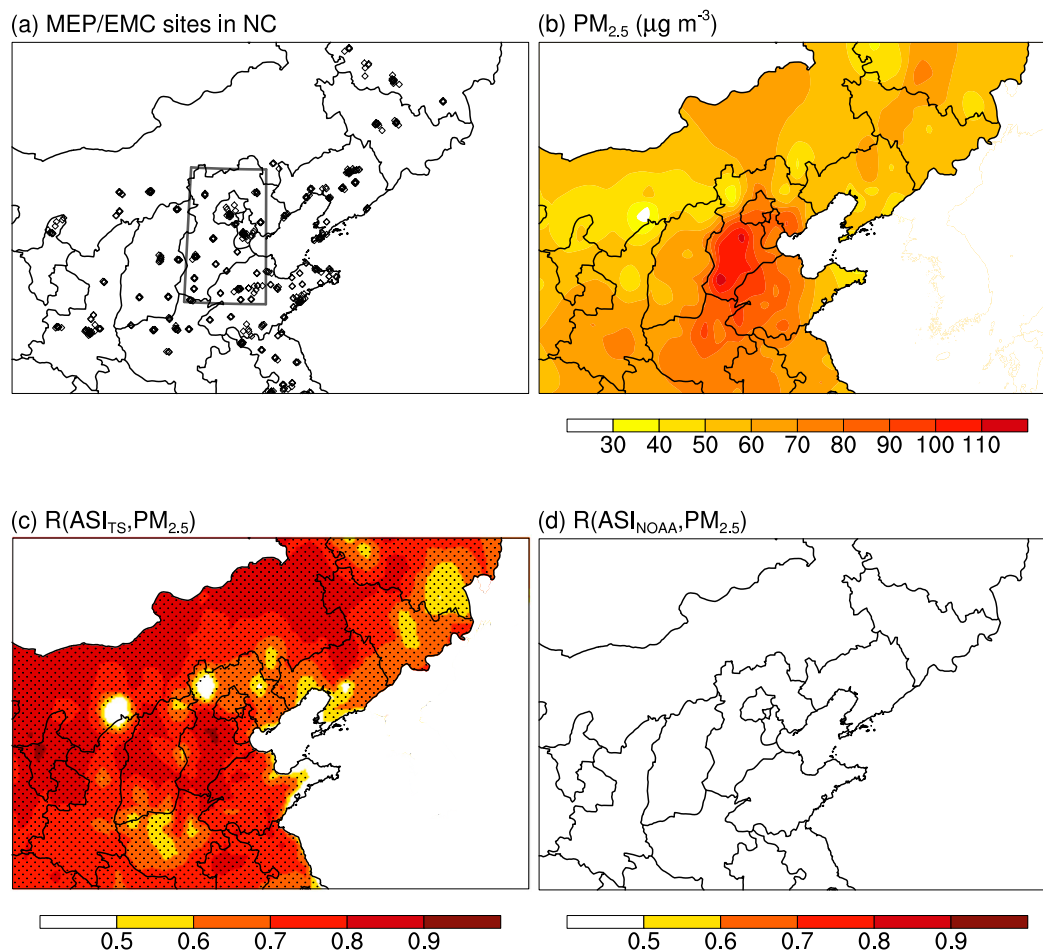 (a) MEP/EMC sites in NC
(b) PM2.5 (μg m-3)
30 40 50 60 70 80 90 100 110
(c) R(ASITS,PM2.5)
(d) R(ASINOAA,PM2.5)
0.5 0.6 0.7 0.8 0.9
0.5 0.6 0.7 0.8 0.9